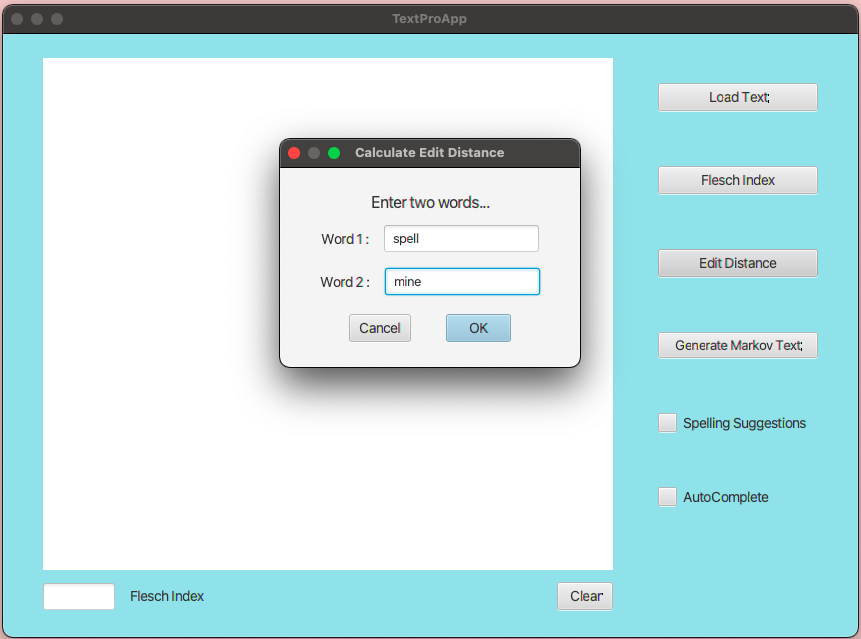 TextProApp
Load Text
Calculate Edit Distance
Enter two words...
Flesch Index
Word 1 : spell
Edit Distance
Word 2 : mine
Cancel OK
Generate Markov Text
Spelling Suggestions
AutoComplete
Flesch Index
Clear